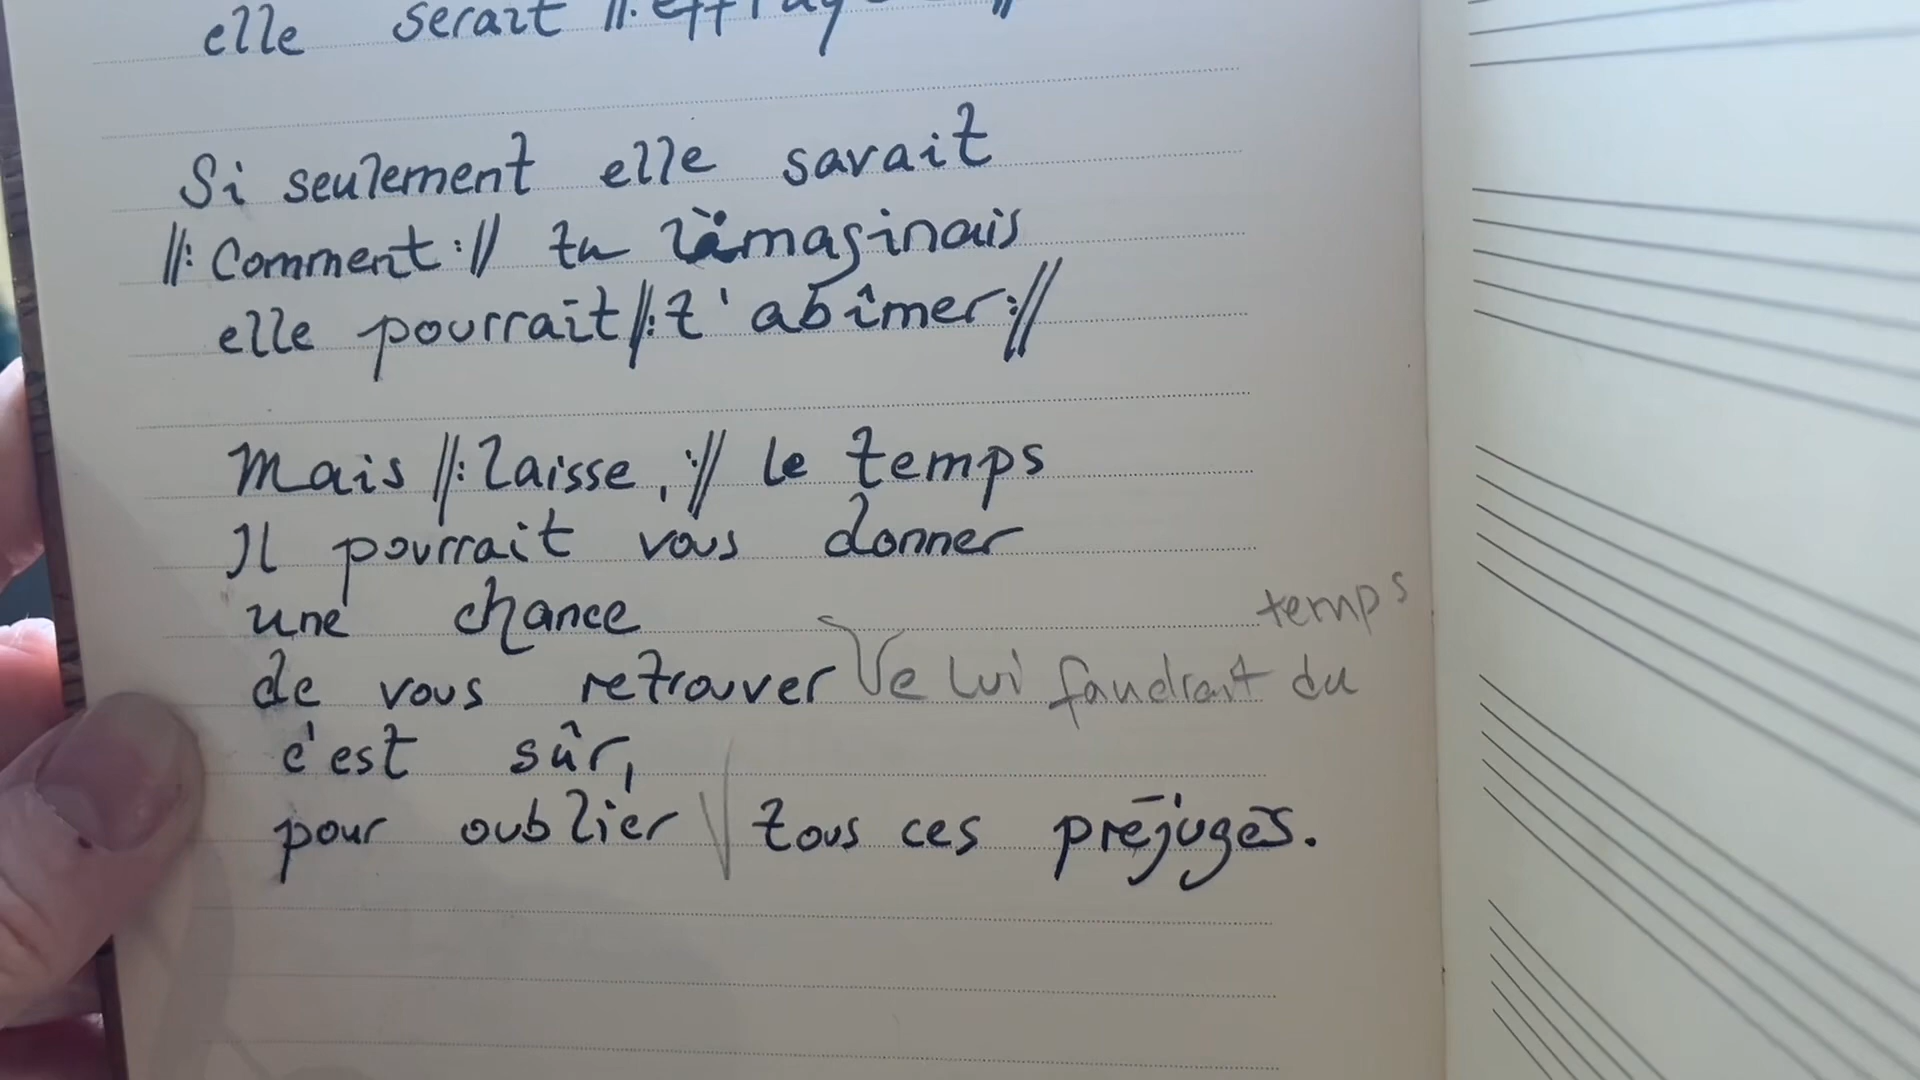 elle serait
Si seulement elle savait
||: Comment :|| tu l'imaginais
elle pourrait ||: t'abîmer :||
Mais ||: laisse, :|| le temps
Il pourrait vous donner
une chance
temps
de vous retrouver Ve lui faudrait du
c'est sûr,
pour oublier tous ces préjugés.